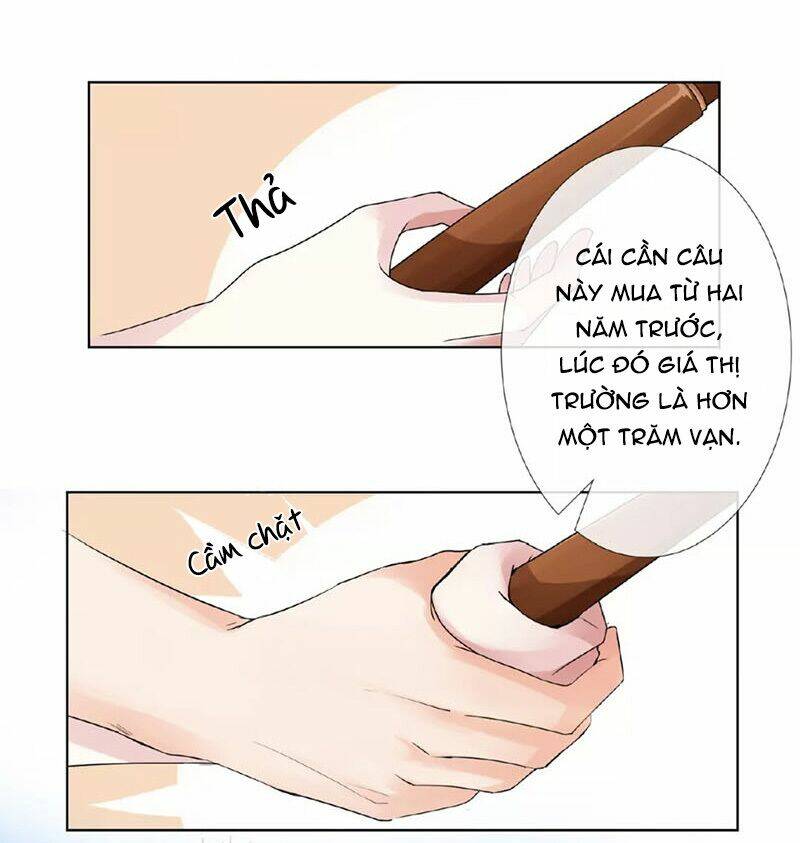 Thả
CÁI CẦN CÂU
NÀY MUA TỪ HAI
NĂM TRƯỚC,
LÚC ĐÓ GIÁ THỊ
TRƯỜNG LÀ HƠN
MỘT TRĂM VẠN.
Cầm chặt